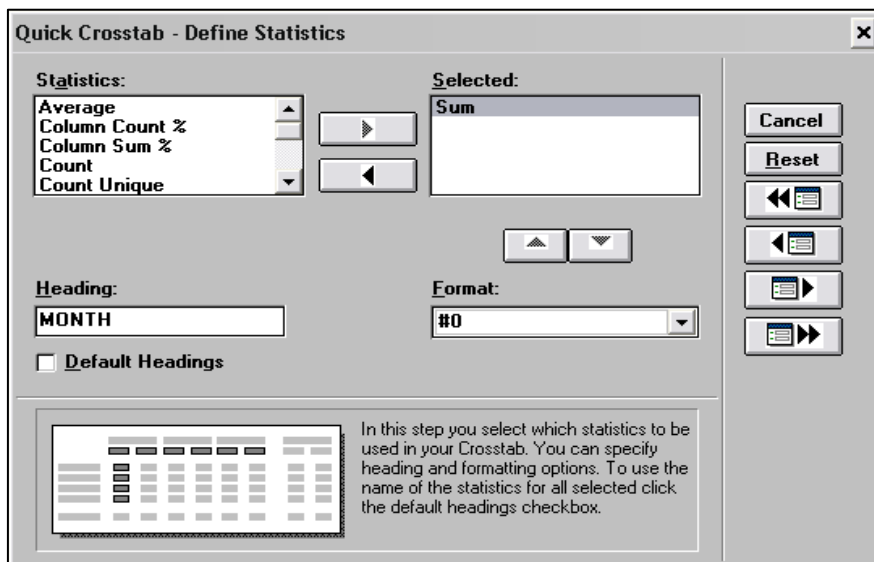 Quick Crosstab - Define Statistics
Statistics:
Average
Column Count %
Column Sum %
Count
Count Unique
Selected:
Sum
Cancel
Reset
Heading:
MONTH
Default Headings
Format:
#0
In this step you select which statistics to be
used in your Crosstab. You can specify
heading and formatting options. To use the
name of the statistics for all selected click
the default headings checkbox.